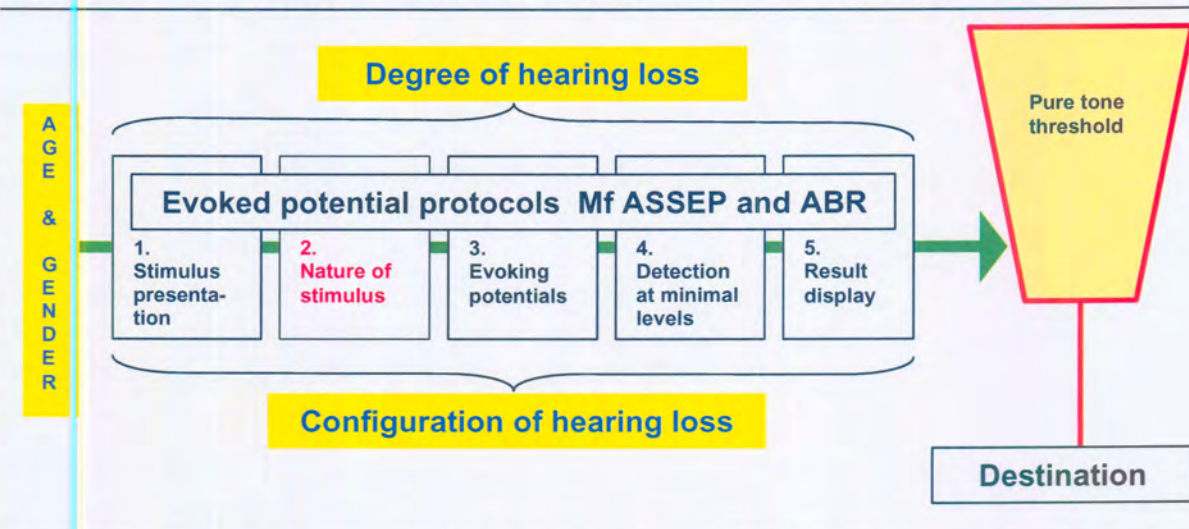 Degree of hearing loss
AGE & GENDER
Evoked potential protocols Mf ASSEP and ABR
1.
Stimulus
presenta-
tion
2.
Nature of
stimulus
3.
Evoking
potentials
4.
Detection
at minimal
levels
5.
Result
display
Configuration of hearing loss
Pure tone
threshold
Destination